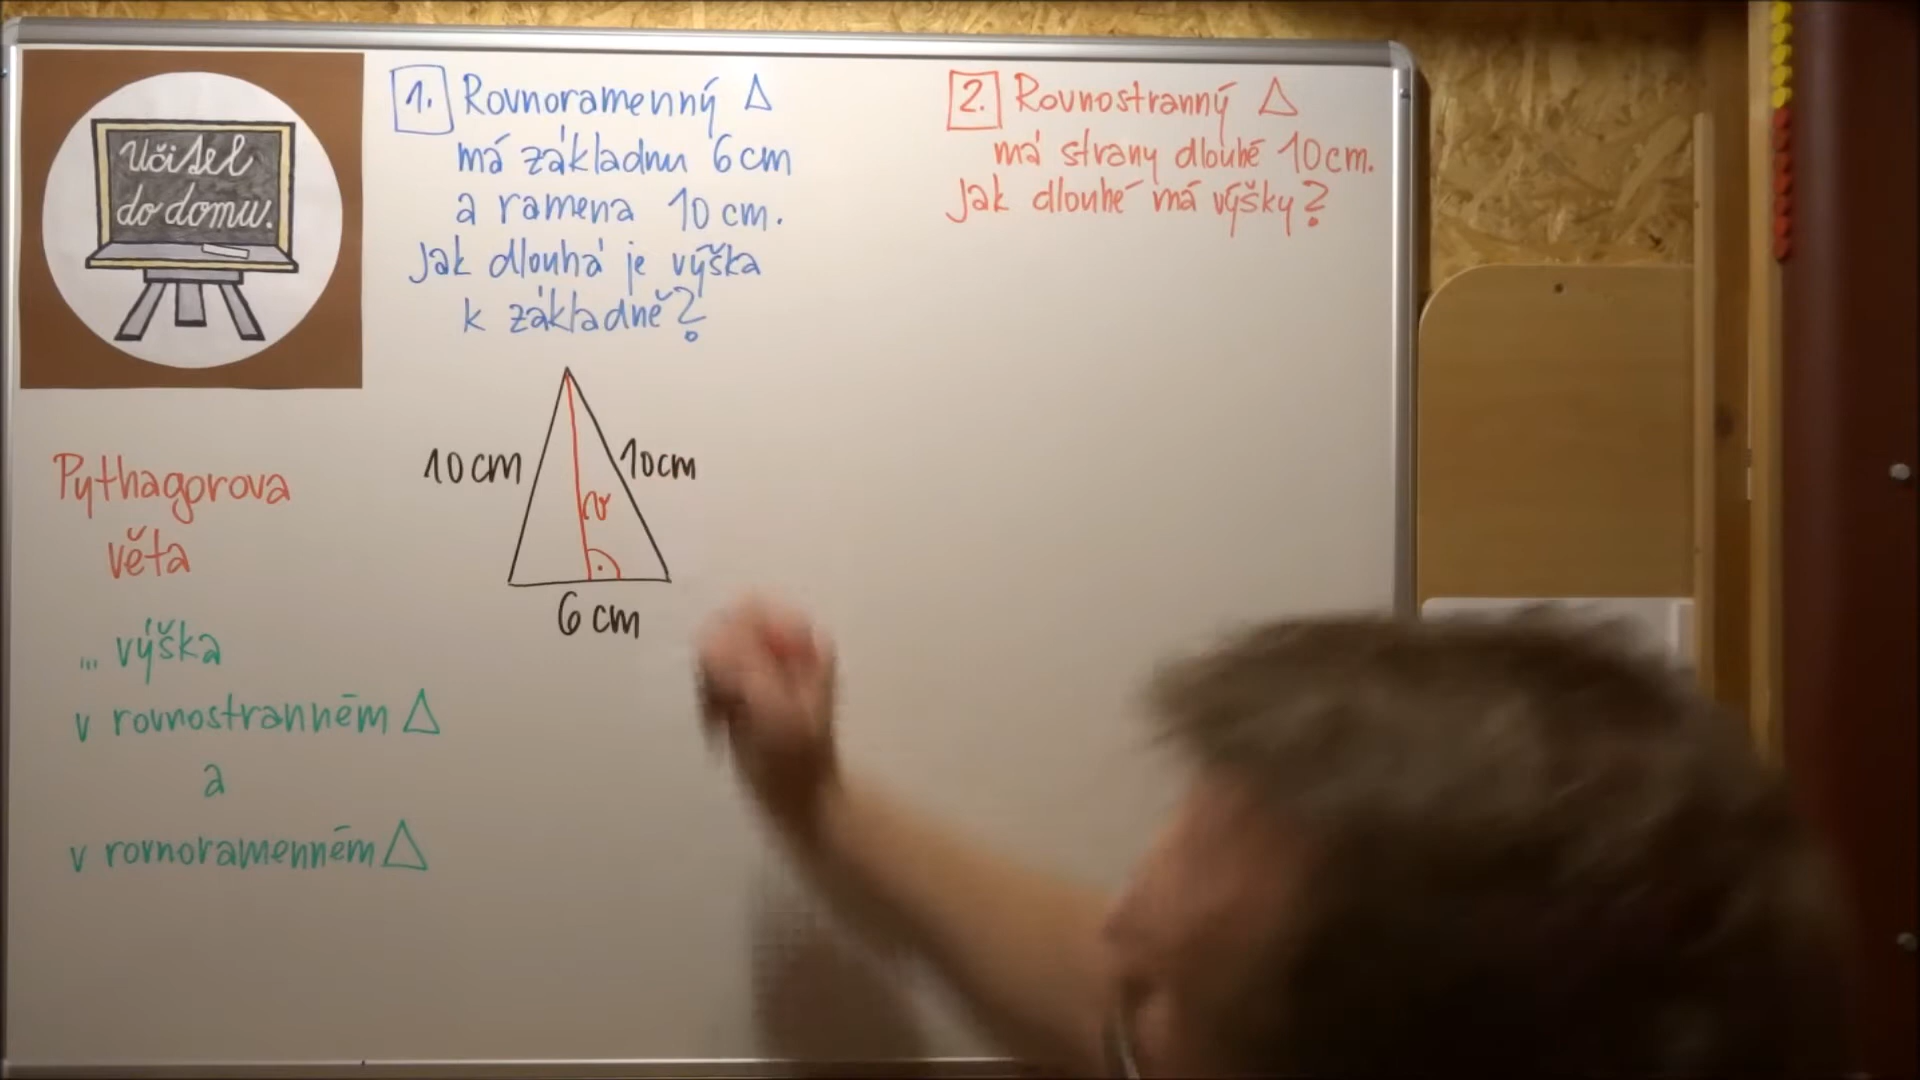 Učitel
do domu.
Pythagorova
věta
... výška
v rovnostranném △
a
v rovnoramenném △
1. Rovnoramenný △
má základnu 6 cm
a ramena 10 cm.
Jak dlouhá je výška
k základně?
10 cm
10 cm
v
6 cm
2. Rovnostranný △
má strany dlouhé 10 cm.
Jak dlouhé má výšky?